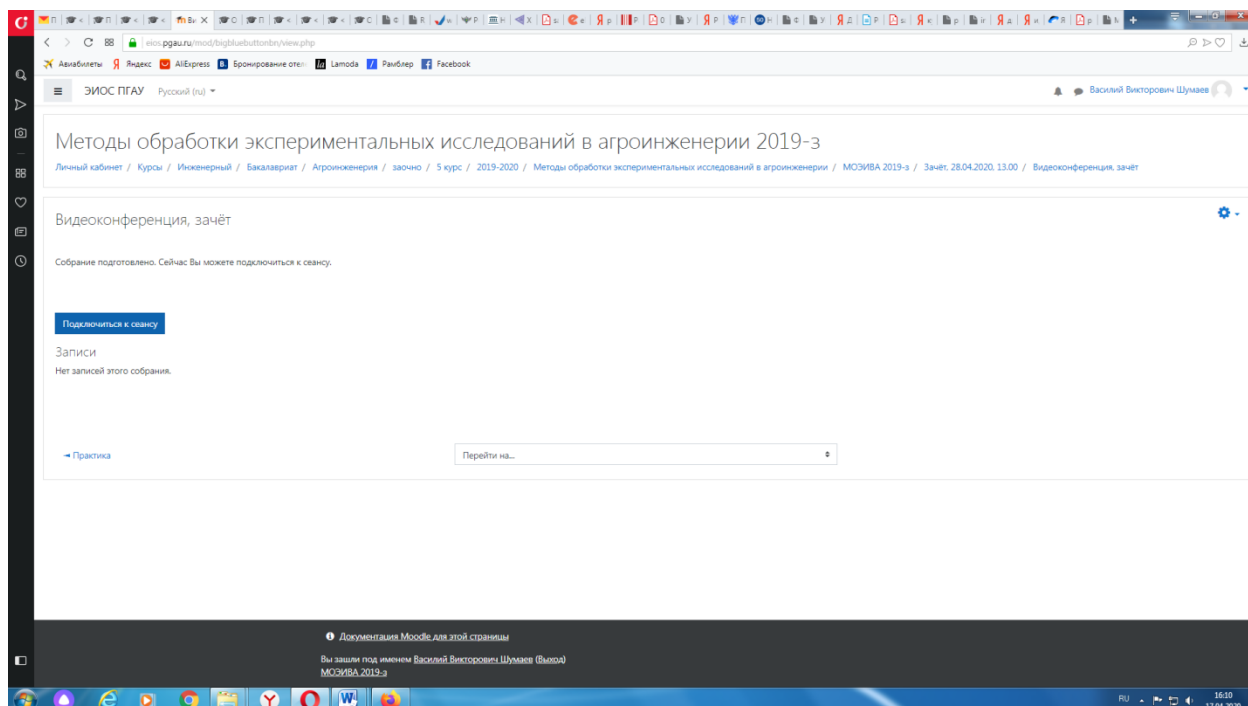 eios.pgau.ru/mod/bigbluebuttonbn/view.php
Авиабилеты Яндекс AliExpress Бронирование отел Lamoda Рамблер Facebook
ЭИОС ПГАУ Русский (ru) Василий Викторович Шумаев
Методы обработки экспериментальных исследований в агроинженерии 2019-з
Личный кабинет / Курсы / Инженерный / Бакалавриат / Агроинженерия / заочно / 5 курс / 2019-2020 / Методы обработки экспериментальных исследований в агроинженерии / МОЭИВА 2019-з / Зачёт, 28.04.2020, 13.00 / Видеоконференция, зачёт
Видеоконференция, зачёт
Собрание подготовлено. Сейчас Вы можете подключиться к сеансу.
Подключиться к сеансу
Записи
Нет записей этого собрания.
◄ Практика
Перейти на...
Документация Moodle для этой страницы
Вы зашли под именем Василий Викторович Шумаев (Выход)
МОЭИВА 2019-з
RU 16:10
17.04.2020